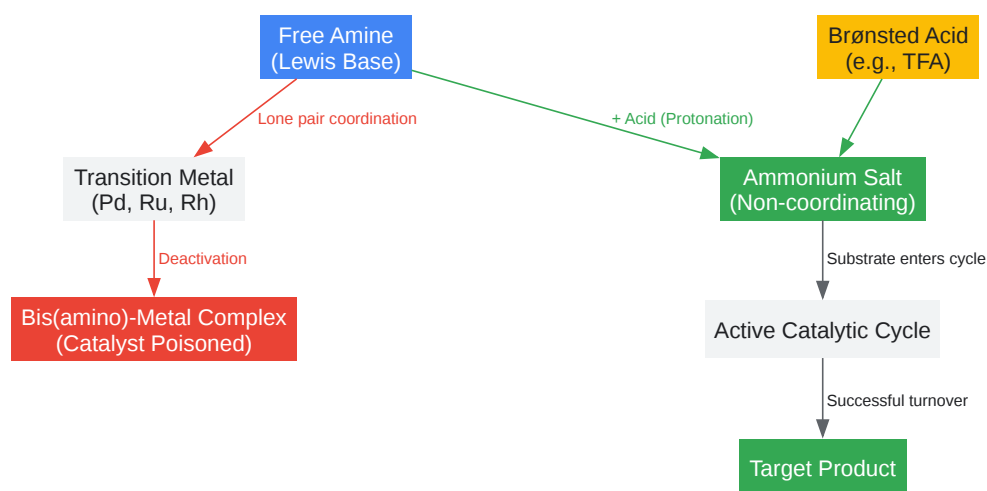 Free Amine
(Lewis Base)
Brønsted Acid
(e.g., TFA)
Lone pair coordination
+ Acid (Protonation)
Transition Metal
(Pd, Ru, Rh)
Ammonium Salt
(Non-coordinating)
Deactivation
Substrate enters cycle
Bis(amino)-Metal Complex
(Catalyst Poisoned)
Active Catalytic Cycle
Successful turnover
Target Product